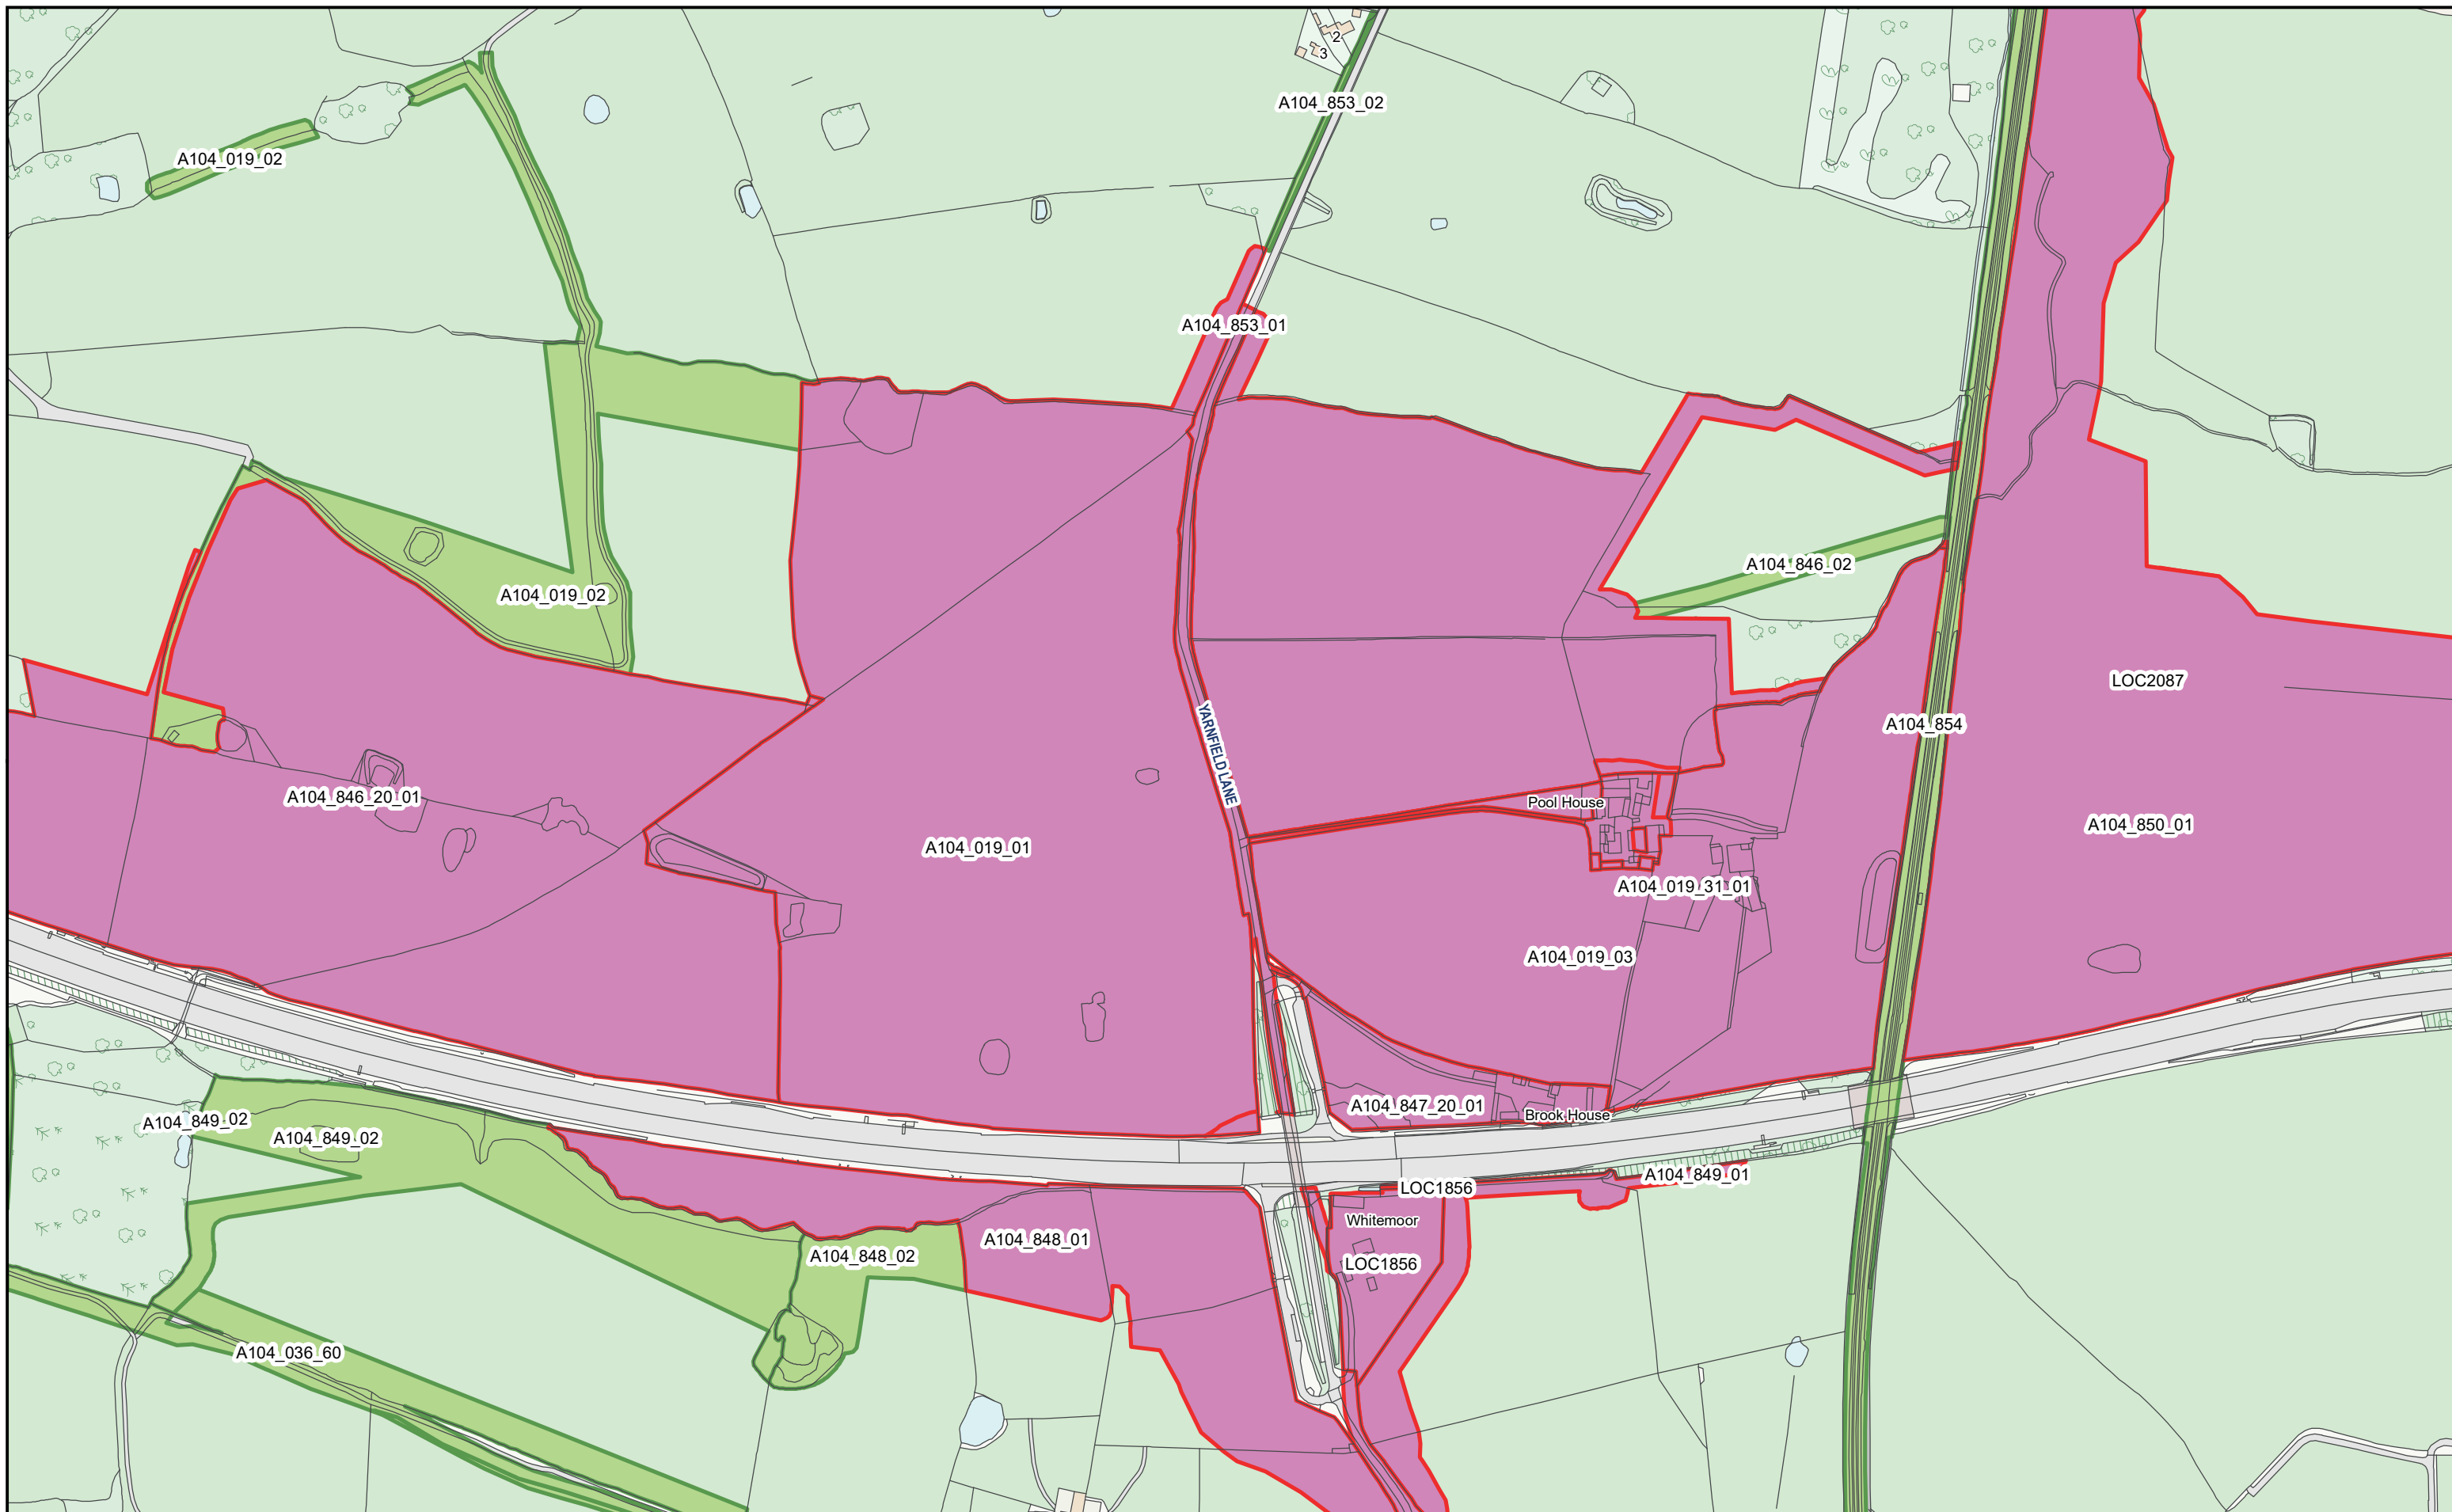 2
3
A104_853_02
A104_019_02
A104_853_01
A104_846_02
A104_019_02
LOC2087
A104_854
YARNFIELD LANE
A104_846_20_01
Pool House
A104_850_01
A104_019_01
A104_019_31_01
A104_019_03
A104_847_20_01
Brook House
A104_849_02
A104_849_02
A104_849_01
LOC1856
Whitemoor
A104_848_01
A104_848_02
LOC1856
A104_036_60